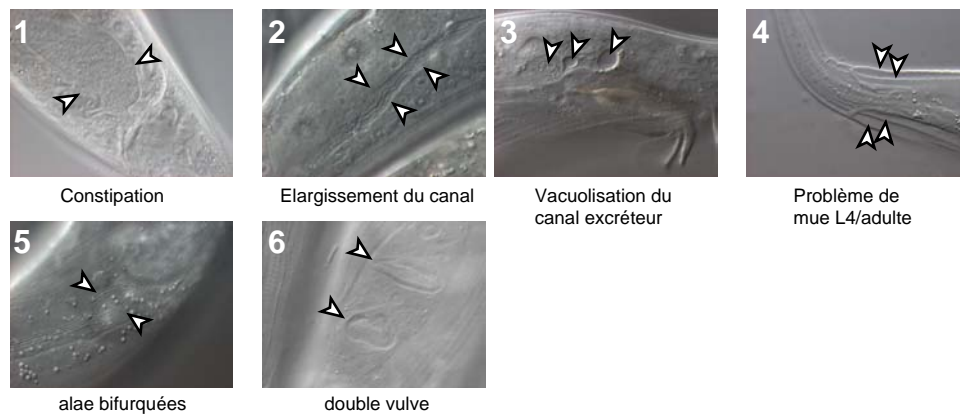 1
2
3
4
Constipation
Elargissement du canal
Vacuolisation du
canal excréteur
Problème de
mue L4/adulte
5
6
alae bifurquées
double vulve